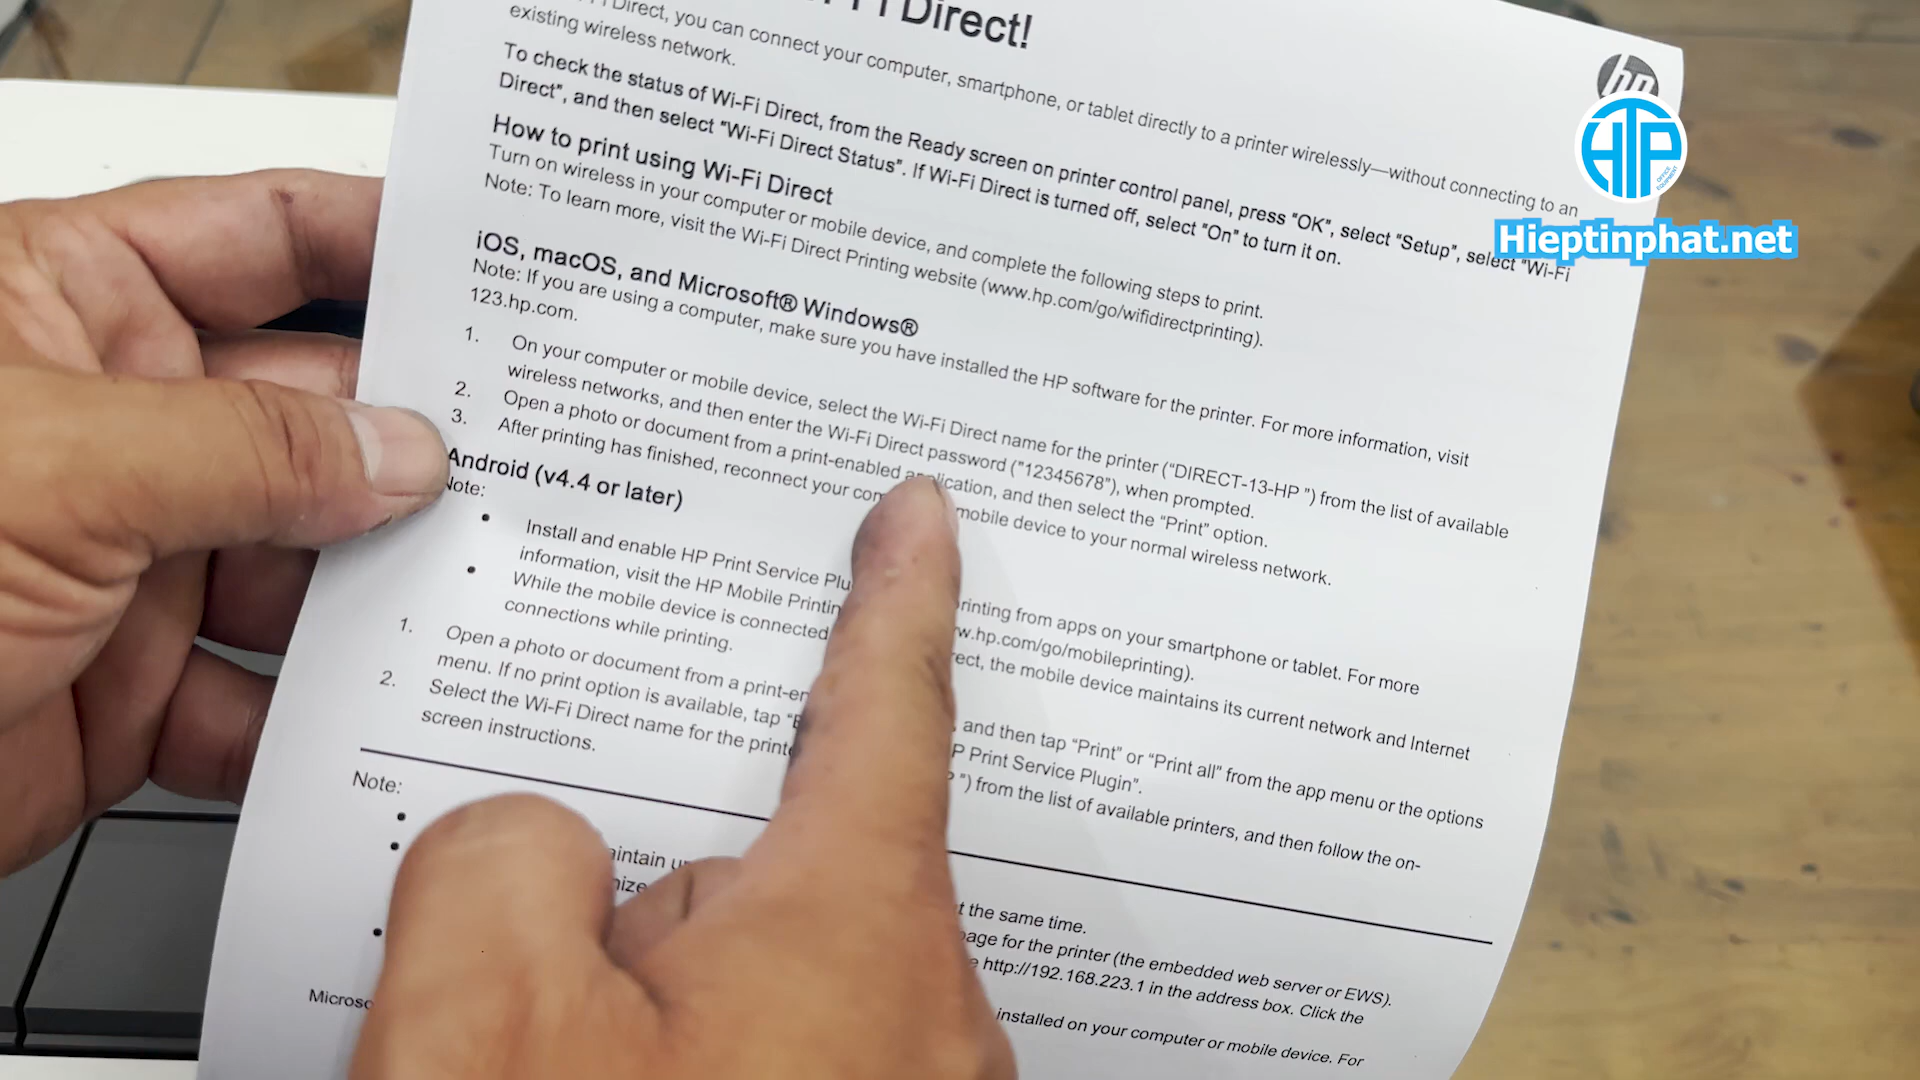 Fi Direct!
Fi Direct, you can connect your computer, smartphone, or tablet directly to a printer wirelessly—without connecting to an
existing wireless network.
To check the status of Wi-Fi Direct, from the Ready screen on printer control panel, press "OK", select "Setup", select "Wi-Fi
Direct", and then select "Wi-Fi Direct Status". If Wi-Fi Direct is turned off, select "On" to turn it on.
How to print using Wi-Fi Direct
Turn on wireless in your computer or mobile device, and complete the following steps to print.
Note: To learn more, visit the Wi-Fi Direct Printing website (www.hp.com/go/wifidirectprinting).
iOS, macOS, and Microsoft® Windows®
Note: If you are using a computer, make sure you have installed the HP software for the printer. For more information, visit
123.hp.com.
1. On your computer or mobile device, select the Wi-Fi Direct name for the printer ("DIRECT-13-HP ") from the list of available
wireless networks, and then enter the Wi-Fi Direct password ("12345678"), when prompted.
2. Open a photo or document from a print-enabled application, and then select the "Print" option.
3. After printing has finished, reconnect your com mobile device to your normal wireless network.
Android (v4.4 or later)
Note:
• Install and enable HP Print Service Plu printing from apps on your smartphone or tablet. For more
information, visit the HP Mobile Printin w.hp.com/go/mobileprinting).
• While the mobile device is connected rect, the mobile device maintains its current network and Internet
connections while printing.
1. Open a photo or document from a print-en , and then tap "Print" or "Print all" from the app menu or the options
menu. If no print option is available, tap "E P Print Service Plugin".
2. Select the Wi-Fi Direct name for the printe P ") from the list of available printers, and then follow the on-
screen instructions.
Note:
• aintain u t the same time.
• nize page for the printer (the embedded web server or EWS).
e http://192.168.223.1 in the address box. Click the
• installed on your computer or mobile device. For
Microso
hp
HTP
OFFICE EQUIPMENT
Hieptinphat.net